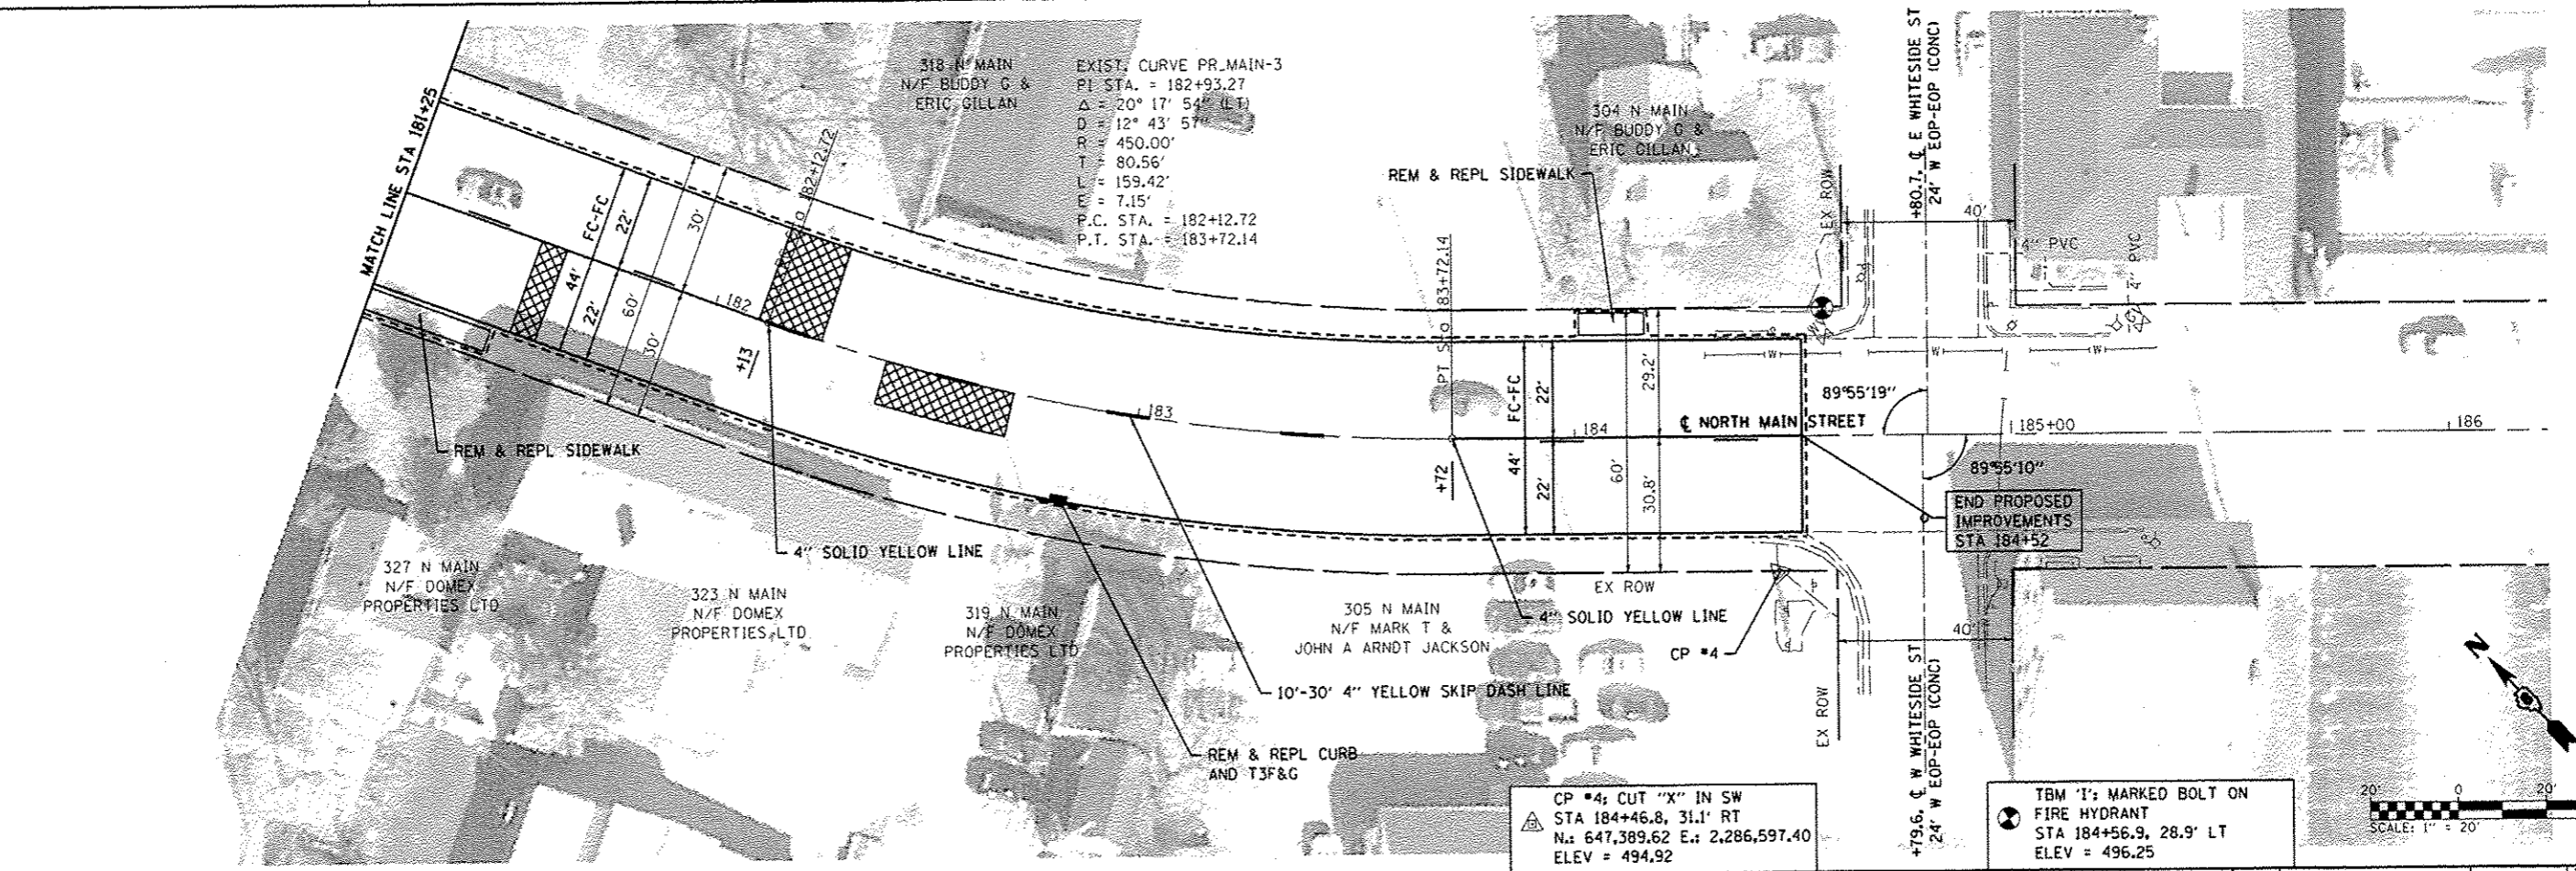 MATCH LINE STA 181+25
318 N MAIN
N/F BUDDY G &
ERIC GILLAN
EXIST. CURVE PR_MAIN-3
PI STA. = 182+93.27
Δ = 20° 17' 54" (LT)
D = 12° 43' 57"
R = 450.00'
T = 80.56'
L = 159.42'
E = 7.15'
P.C. STA. = 182+12.72
P.T. STA. = 183+72.14
304 N MAIN
N/F BUDDY G &
ERIC GILLAN
REM & REPL SIDEWALK
+80.7, ℄ E WHITESIDE ST
24' W EOP-EOP (CONC)
EX ROW
40'
4" PVC
4" PVC
G
FC-FC
44'
22'
22'
60'
30'
30'
182+12.72
182
+13
183
PT Sta 183+72.14
+72
FC-FC
44'
22'
22'
60'
29.2'
30.8'
184
℄ NORTH MAIN STREET
W
W
W
W
89°55'19"
89°55'10"
185+00
186
END PROPOSED
IMPROVEMENTS
STA 184+52
REM & REPL SIDEWALK
4" SOLID YELLOW LINE
327 N MAIN
N/F DOMEX
PROPERTIES LTD
323 N MAIN
N/F DOMEX
PROPERTIES, LTD
319 N MAIN
N/F DOMEX
PROPERTIES LTD
305 N MAIN
N/F MARK T &
JOHN A ARNDT JACKSON
EX ROW
4" SOLID YELLOW LINE
CP #4
10'-30' 4" YELLOW SKIP DASH LINE
REM & REPL CURB
AND T3F&G
40'
EX ROW
+79.6, ℄ W WHITESIDE ST
24' W EOP-EOP (CONC)
N
CP #4; CUT "X" IN SW
STA 184+46.8, 31.1' RT
N.: 647,389.62 E.: 2,286,597.40
ELEV = 494.92
TBM 'I'; MARKED BOLT ON
FIRE HYDRANT
STA 184+56.9, 28.9' LT
ELEV = 496.25
20' 0 20'
SCALE: 1" = 20'